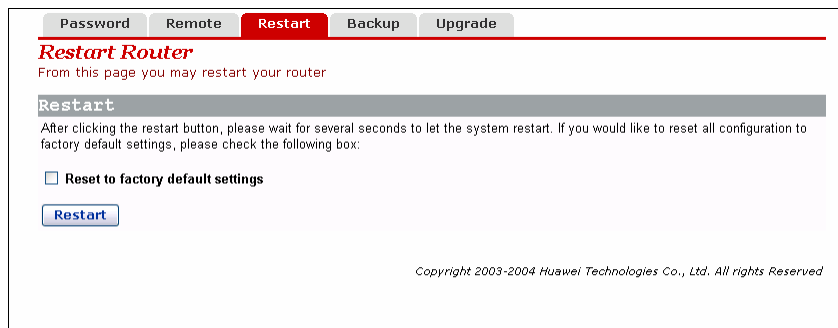 Password Remote Restart Backup Upgrade
Restart Router
From this page you may restart your router
Restart
After clicking the restart button, please wait for several seconds to let the system restart. If you would like to reset all configuration to
factory default settings, please check the following box:
Reset to factory default settings
Restart
Copyright 2003-2004 Huawei Technologies Co., Ltd. All rights Reserved